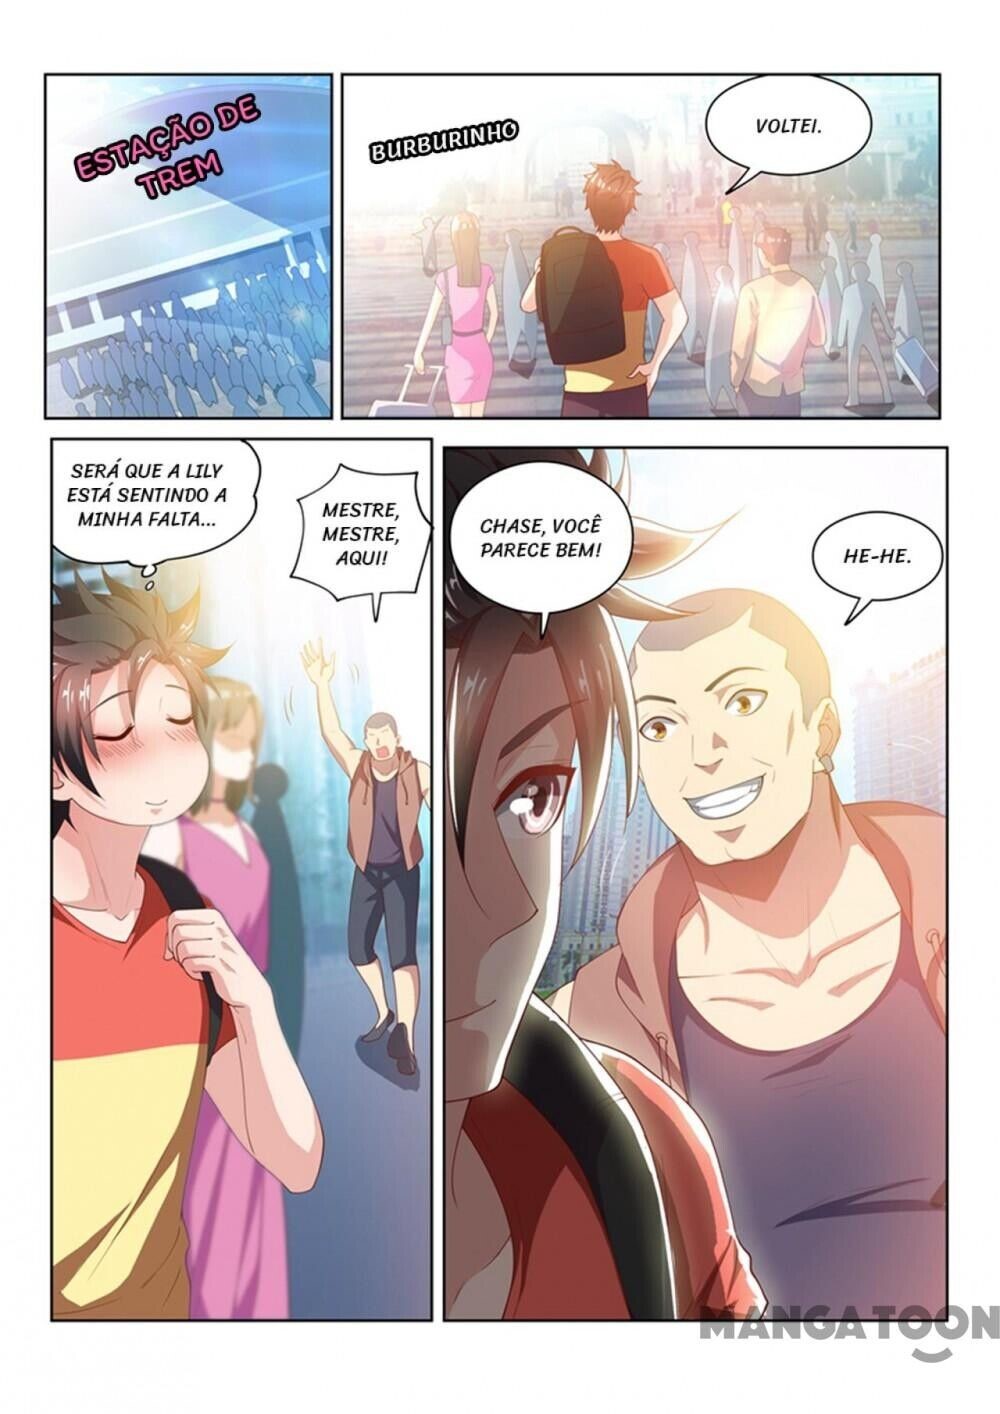 ESTAÇÃO DE
TREM
BURBURINHO
VOLTEI.
SERÁ QUE A LILY
ESTÁ SENTINDO A
MINHA FALTA...
MESTRE,
MESTRE,
AQUI!
CHASE, VOCÊ
PARECE BEM!
HE-HE.
MANGATOON